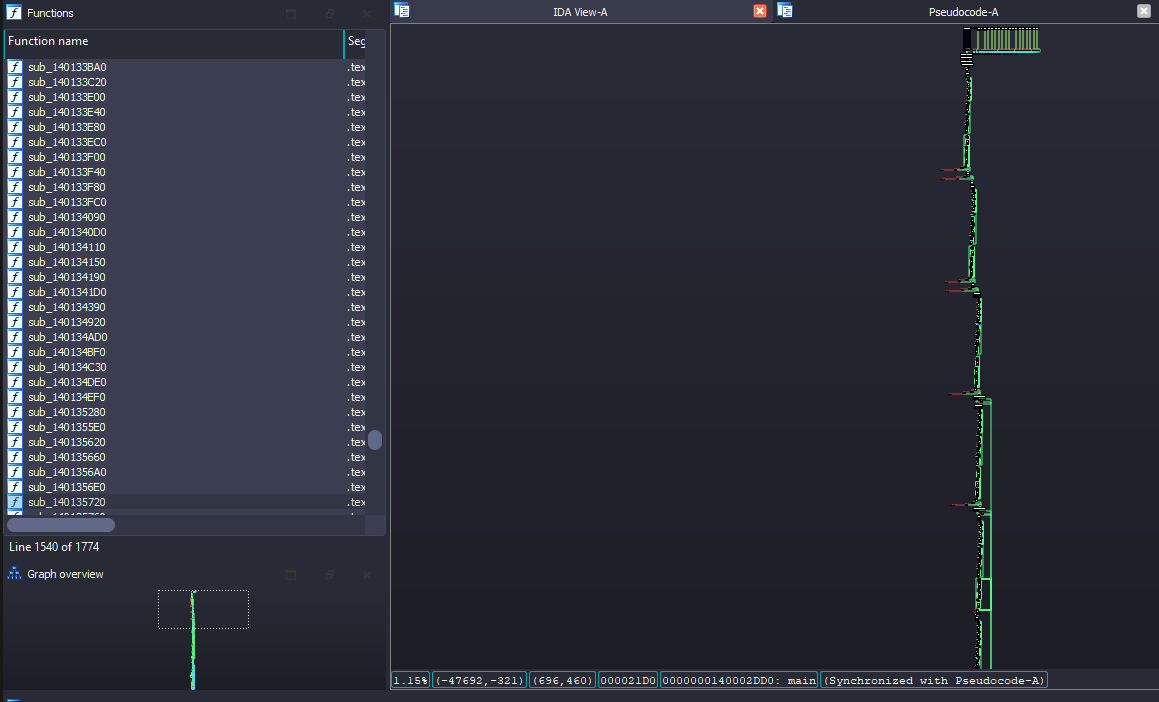 Functions
IDA View-A
Pseudocode-A
Function name
Seg
sub_140133BA0 .tex
sub_140133C20 .tex
sub_140133E00 .tex
sub_140133E40 .tex
sub_140133E80 .tex
sub_140133EC0 .tex
sub_140133F00 .tex
sub_140133F40 .tex
sub_140133F80 .tex
sub_140133FC0 .tex
sub_140134090 .tex
sub_1401340D0 .tex
sub_140134110 .tex
sub_140134150 .tex
sub_140134190 .tex
sub_1401341D0 .tex
sub_140134390 .tex
sub_140134920 .tex
sub_140134AD0 .tex
sub_140134BF0 .tex
sub_140134C30 .tex
sub_140134DE0 .tex
sub_140134EF0 .tex
sub_140135280 .tex
sub_1401355E0 .tex
sub_140135620 .tex
sub_140135660 .tex
sub_1401356A0 .tex
sub_1401356E0 .tex
sub_140135720 .tex
Line 1540 of 1774
Graph overview
1.15% (-47692,-321) (696,460) 000021D0 0000000140002DD0: main (Synchronized with Pseudocode-A)